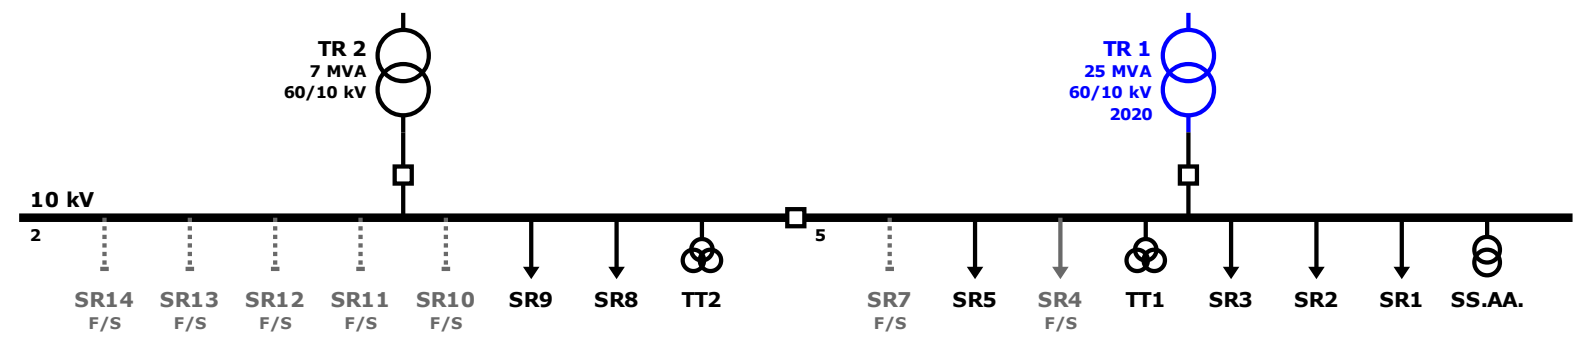 TR 2
7 MVA
60/10 kV
TR 1
25 MVA
60/10 kV
2020
10 kV
2
5
SR14
F/S
SR13
F/S
SR12
F/S
SR11
F/S
SR10
F/S
SR9
SR8
TT2
SR7
F/S
SR5
SR4
F/S
TT1
SR3
SR2
SR1
SS.AA.